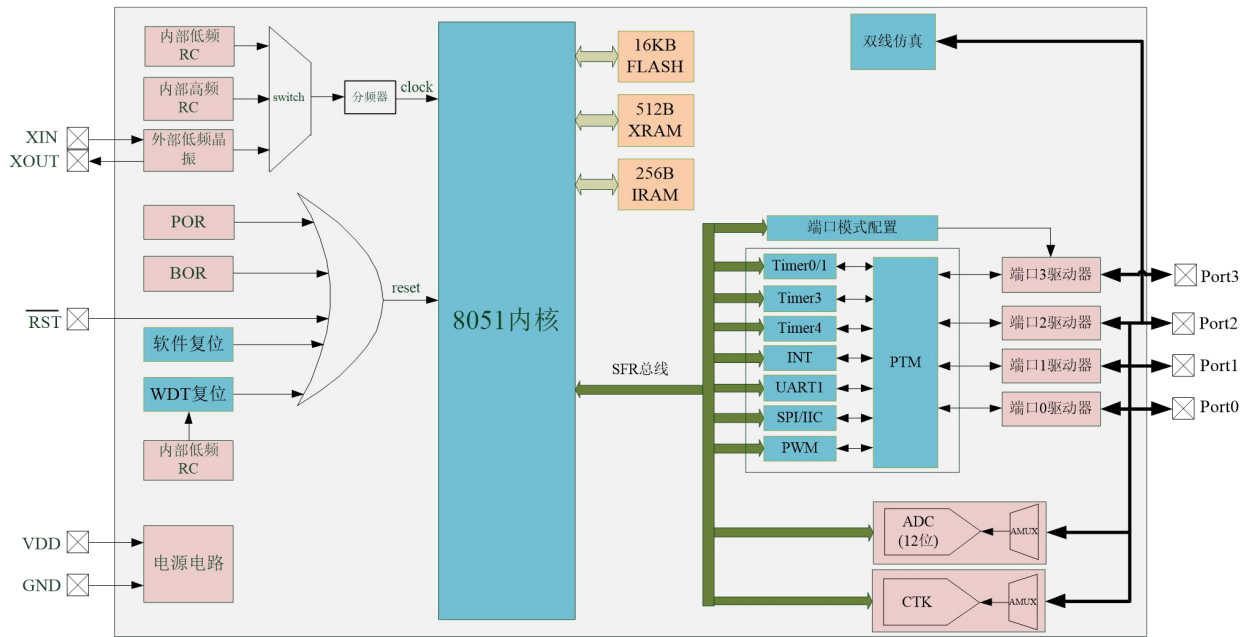 内部低频
RC
内部高频
RC
外部低频晶
振
XIN
XOUT
switch
分频器
clock
POR
BOR
RST
软件复位
WDT复位
内部低频
RC
reset
VDD
GND
电源电路
8051内核
16KB
FLASH
512B
XRAM
256B
IRAM
双线仿真
SFR总线
端口模式配置
Timer0/1
Timer3
Timer4
INT
UART1
SPI/IIC
PWM
PTM
端口3驱动器
端口2驱动器
端口1驱动器
端口0驱动器
Port3
Port2
Port1
Port0
ADC
(12位)
AMUX
CTK
AMUX